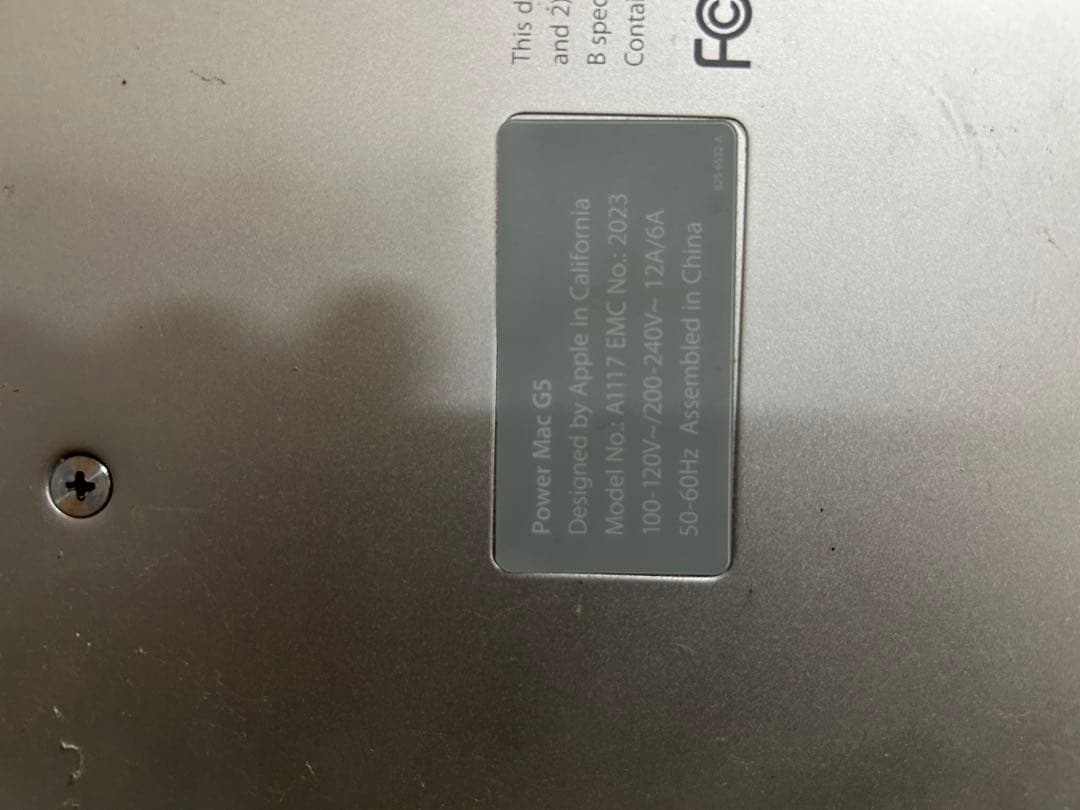 This d
and 2)
B spec
Contai
FC
Power Mac G5
Designed by Apple in California
Model No.: A1117 EMC No.: 2023
100-120V~/200-240V~ 12A/6A
50-60Hz Assembled in China